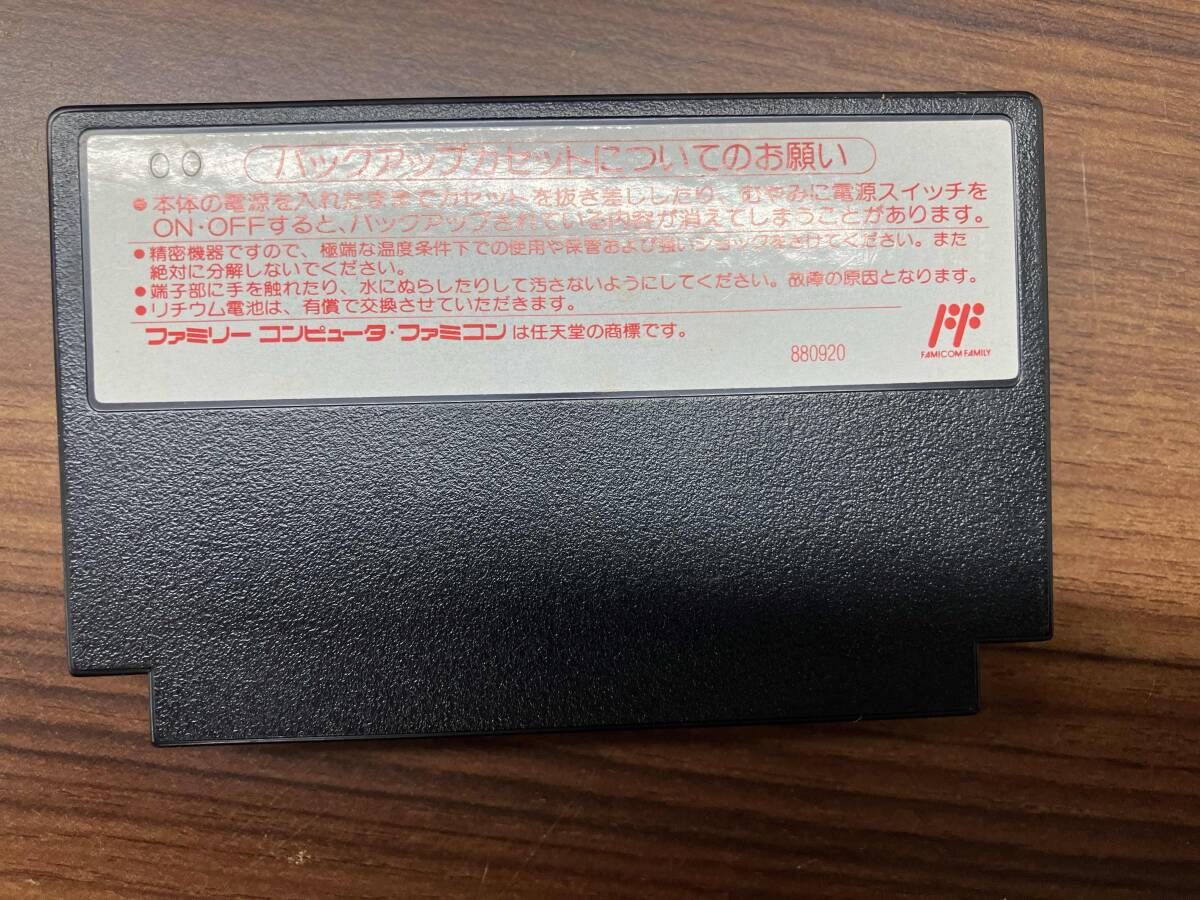 00
バックアップカセットについてのお願い
●本体の電源を入れたままでカセットを抜き差ししたり、むやみに電源スイッチを
ON・OFFすると、バックアップされている内容が消えてしまうことがあります。
●精密機器ですので、極端な温度条件下での使用や保管および強いショックをさけてください。また
絶対に分解しないでください。
●端子部に手を触れたり、水にぬらしたりして汚さないようにしてください。故障の原因となります。
●リチウム電池は、有償で交換させていただきます。
ファミリーコンピュータ・ファミコンは任天堂の商標です。
880920
FAMICOM FAMILY